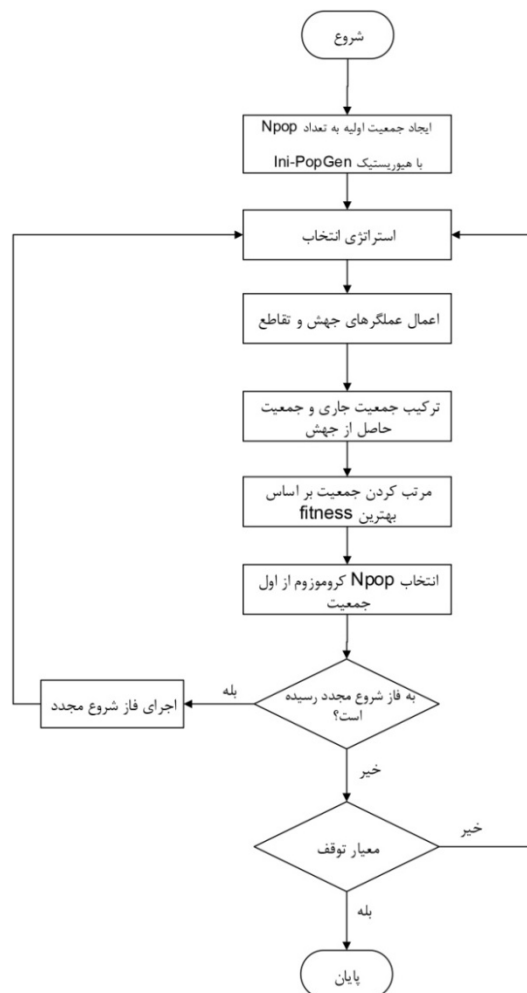 شروع
ایجاد جمعیت اولیه به تعداد Npop
با هیوریستیک Ini-PopGen
استراتژی انتخاب
اعمال عملگرهای جهش و تقاطع
ترکیب جمعیت جاری و جمعیت
حاصل از جهش
مرتب کردن جمعیت بر اساس
بهترین fitness
انتخاب Npop کروموزوم از اول
جمعیت
به فاز شروع مجدد رسیده
است؟
بله
اجرای فاز شروع مجدد
خیر
معیار توقف
خیر
بله
پایان